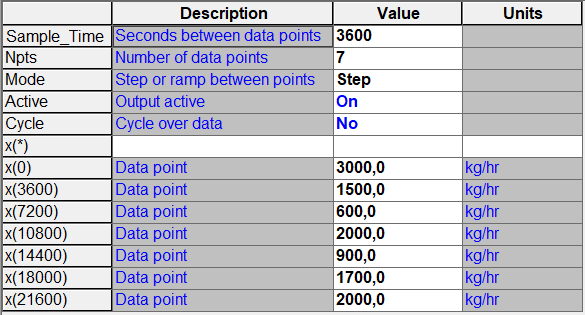 Description Value Units
Sample_Time Seconds between data points 3600
Npts Number of data points 7
Mode Step or ramp between points Step
Active Output active On
Cycle Cycle over data No
x(*)
x(0) Data point 3000,0 kg/hr
x(3600) Data point 1500,0 kg/hr
x(7200) Data point 600,0 kg/hr
x(10800) Data point 2000,0 kg/hr
x(14400) Data point 900,0 kg/hr
x(18000) Data point 1700,0 kg/hr
x(21600) Data point 2000,0 kg/hr